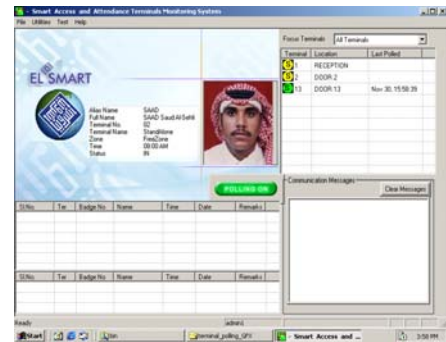 - Smart Access and Attendance Terminals Monitoring System
File Utilities Test Help
EL SMART
Alias Name SAAD
Full Name SAAD Saud Al Sehli
Terminal No 02
Terminal Name Standalone
Zone FreeZone
Time 08:00 AM
Status IN
POLLING ON
Focus Terminals All Terminals
Terminal Location Last Polled
1 RECEPTION
2 DOOR-2
13 DOOR-13 Nov 30, 15:58:39
Communication Messages
Clear Messages
Sl.No. Ter Badge No Name Time Date Remarks
Sl.No. Ter Badge No Name Time Date Remarks
Ready admin1
Start terminal_polling_GFX - Smart Access and ... 3:58 PM